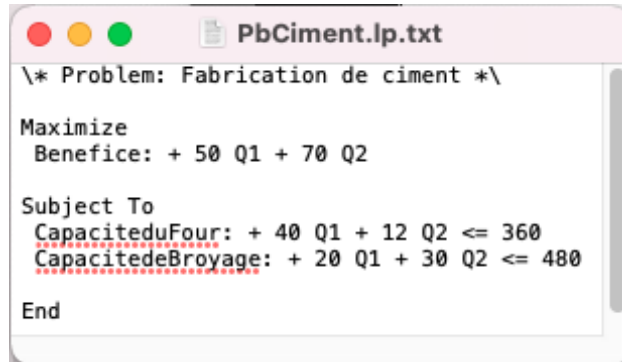 PbCiment.lp.txt
\* Problem: Fabrication de ciment *\
Maximize
Benefice: + 50 Q1 + 70 Q2
Subject To
CapaciteduFour: + 40 Q1 + 12 Q2 <= 360
CapacitedeBroyage: + 20 Q1 + 30 Q2 <= 480
End